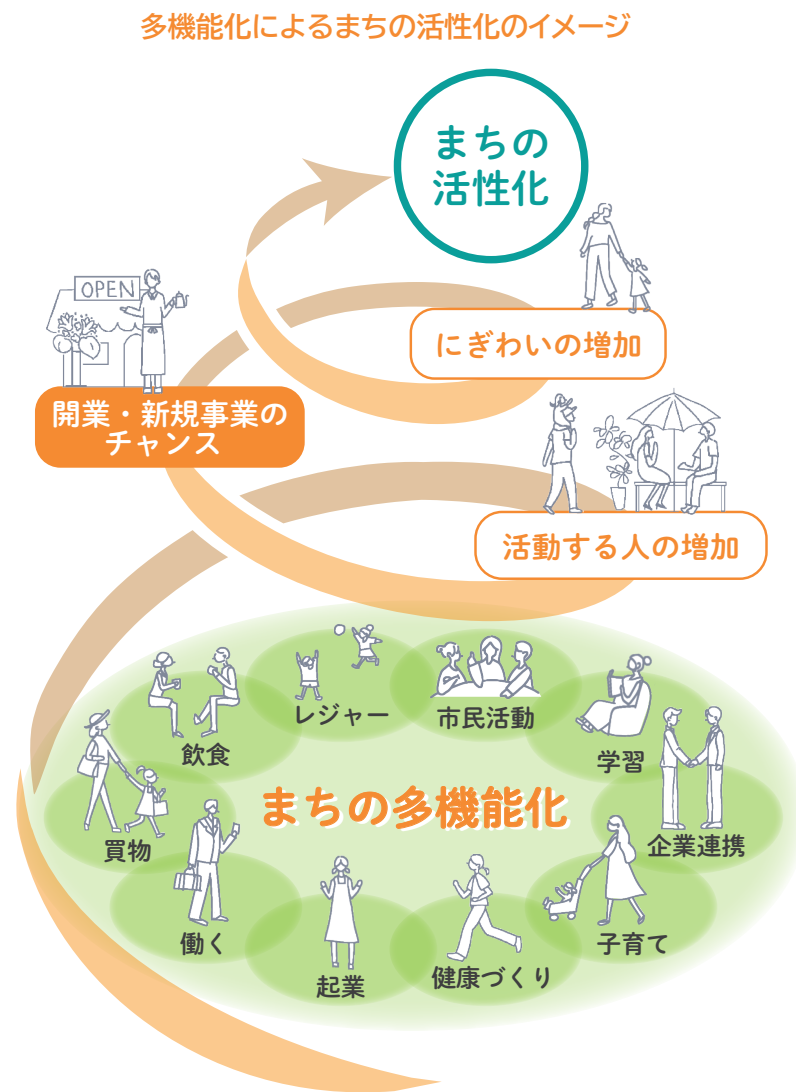 多機能化によるまちの活性化のイメージ
まちの
活性化
OPEN
にぎわいの増加
開業・新規事業の
チャンス
活動する人の増加
レジャー
市民活動
飲食
学習
まちの多機能化
買物
企業連携
働く
子育て
起業
健康づくり